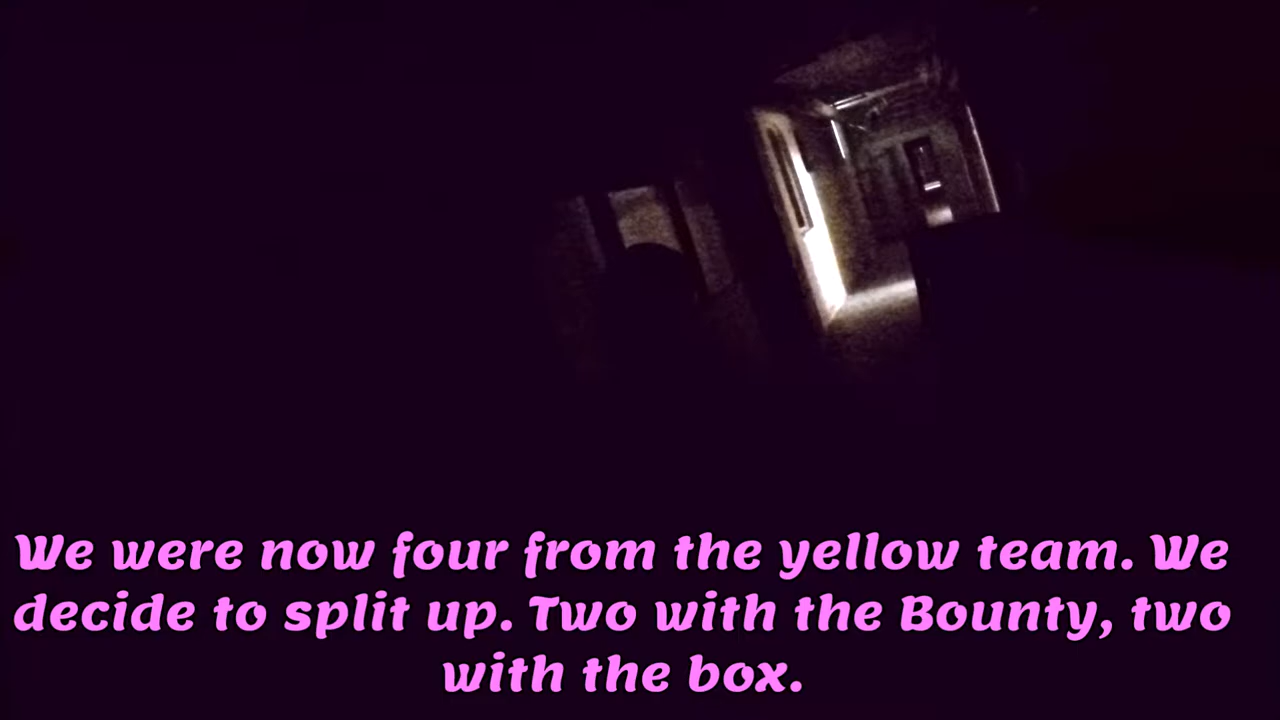 We were now four from the yellow team. We
decide to split up. Two with the Bounty, two
with the box.